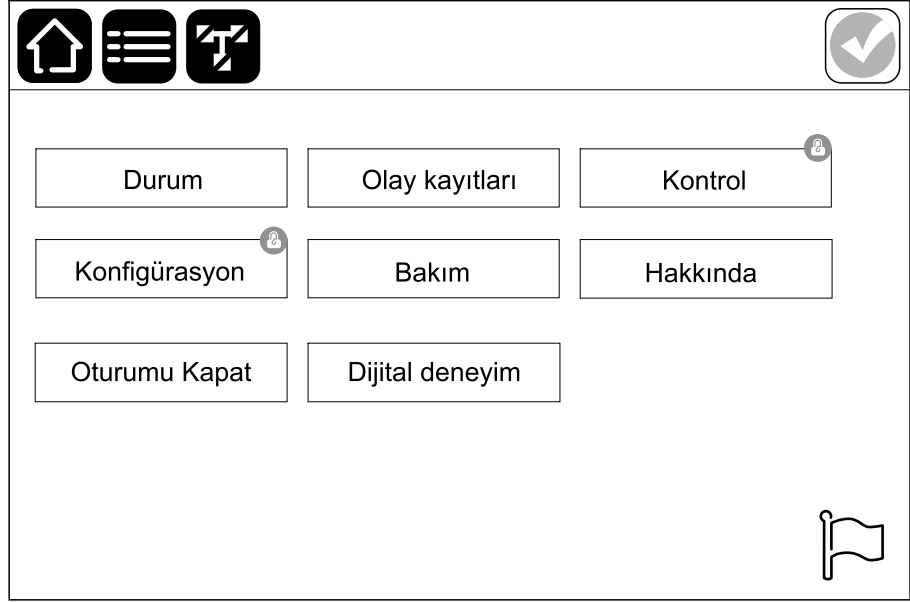 Durum
Olay kayıtları
Kontrol
Konfigürasyon
Bakım
Hakkında
Oturumu Kapat
Dijital deneyim